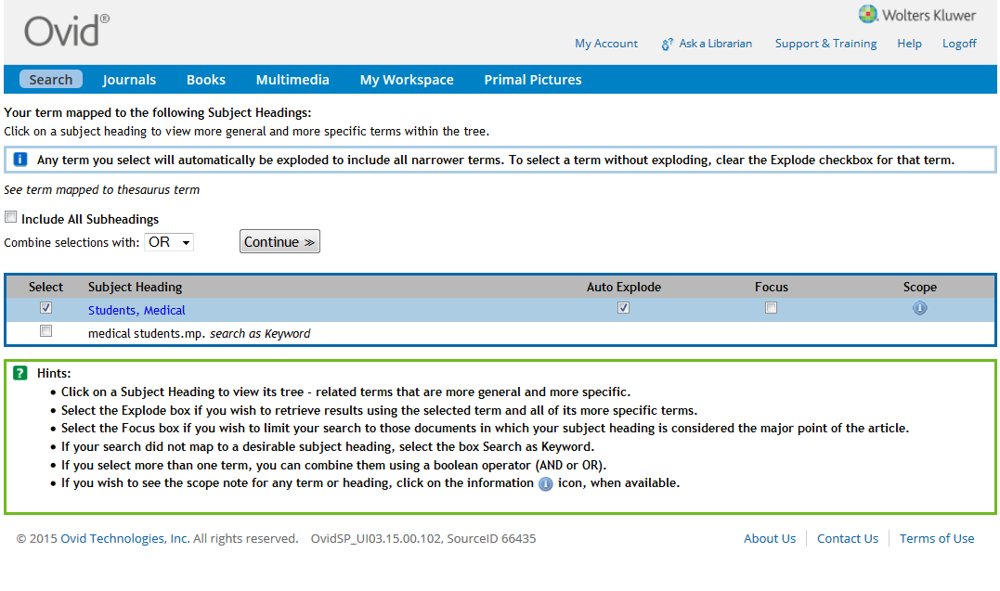 Ovid®
Wolters Kluwer
My Account Ask a Librarian Support & Training Help Logoff
Search Journals Books Multimedia My Workspace Primal Pictures
Your term mapped to the following Subject Headings:
Click on a subject heading to view more general and more specific terms within the tree.
Any term you select will automatically be exploded to include all narrower terms. To select a term without exploding, clear the Explode checkbox for that term.
See term mapped to thesaurus term
Include All Subheadings
Combine selections with: OR Continue ≫
Select Subject Heading Auto Explode Focus Scope
Students, Medical
medical students.mp. search as Keyword
Hints:
• Click on a Subject Heading to view its tree - related terms that are more general and more specific.
• Select the Explode box if you wish to retrieve results using the selected term and all of its more specific terms.
• Select the Focus box if you wish to limit your search to those documents in which your subject heading is considered the major point of the article.
• If your search did not map to a desirable subject heading, select the box Search as Keyword.
• If you select more than one term, you can combine them using a boolean operator (AND or OR).
• If you wish to see the scope note for any term or heading, click on the information i icon, when available.
© 2015 Ovid Technologies, Inc. All rights reserved. OvidSP_UI03.15.00.102, SourceID 66435
About Us Contact Us Terms of Use